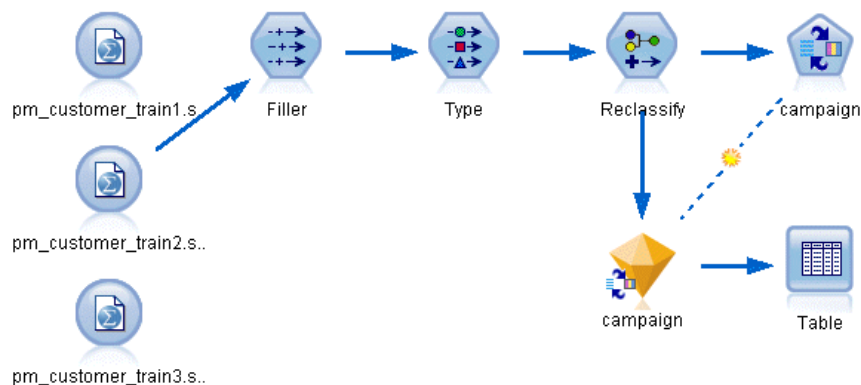 pm_customer_train1.s..
Filler
Type
Reclassify
campaign
pm_customer_train2.s..
campaign
Table
pm_customer_train3.s..